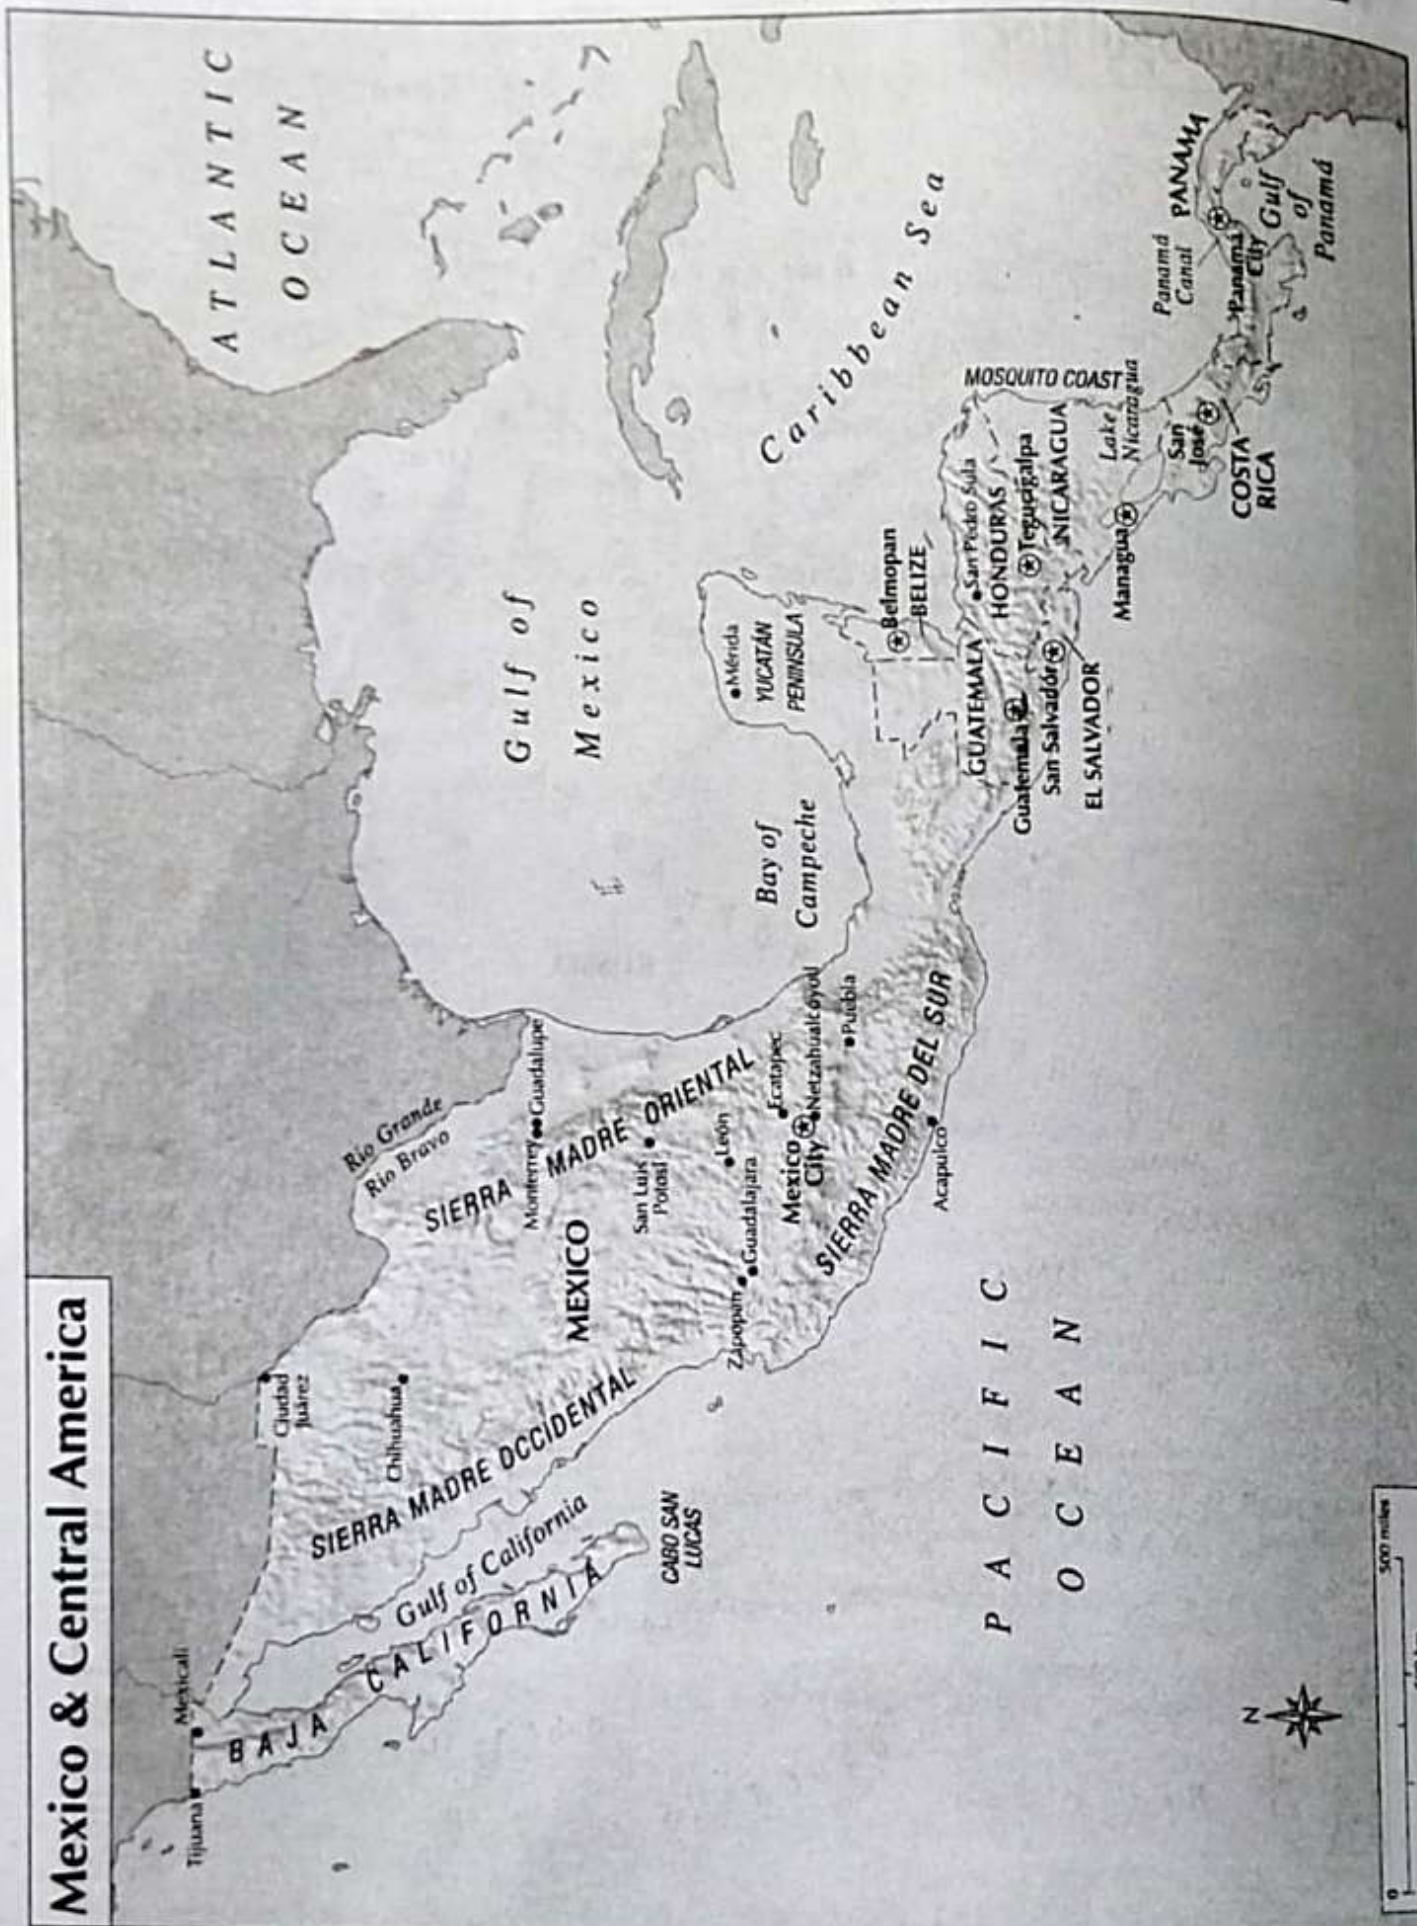 Mexico & Central America
ATLANTIC
OCEAN
Tijuana
Mexicali
BAJA
CALIFORNIA
Gulf of California
CABO SAN
LUCAS
Ciudad
Juárez
Chihuahua
SIERRA MADRE OCCIDENTAL
Rio Grande
Rio Bravo
SIERRA MADRE ORIENTAL
Monterrey
Guadalupe
MEXICO
San Luis
Potosí
León
Zapopan
Guadalajara
Ecatapec
Mexico
City
Netzahualcoyotl
Puebla
SIERRA MADRE DEL SUR
Acapulco
Gulf of
Mexico
Bay of
Campeche
Mérida
YUCATÁN
PENINSULA
Caribbean Sea
Belmopan
BELIZE
GUATEMALA
Guatemala
San Pedro Sula
HONDURAS
Tegucigalpa
San Salvador
EL SALVADOR
NICARAGUA
MOSQUITO COAST
Managua
Lake
Nicaragua
San
José
COSTA
RICA
Panamá
Canal
PANAMA
Panamá
City
Gulf
of
Panamá
PACIFIC
OCEAN
N
0
500 miles